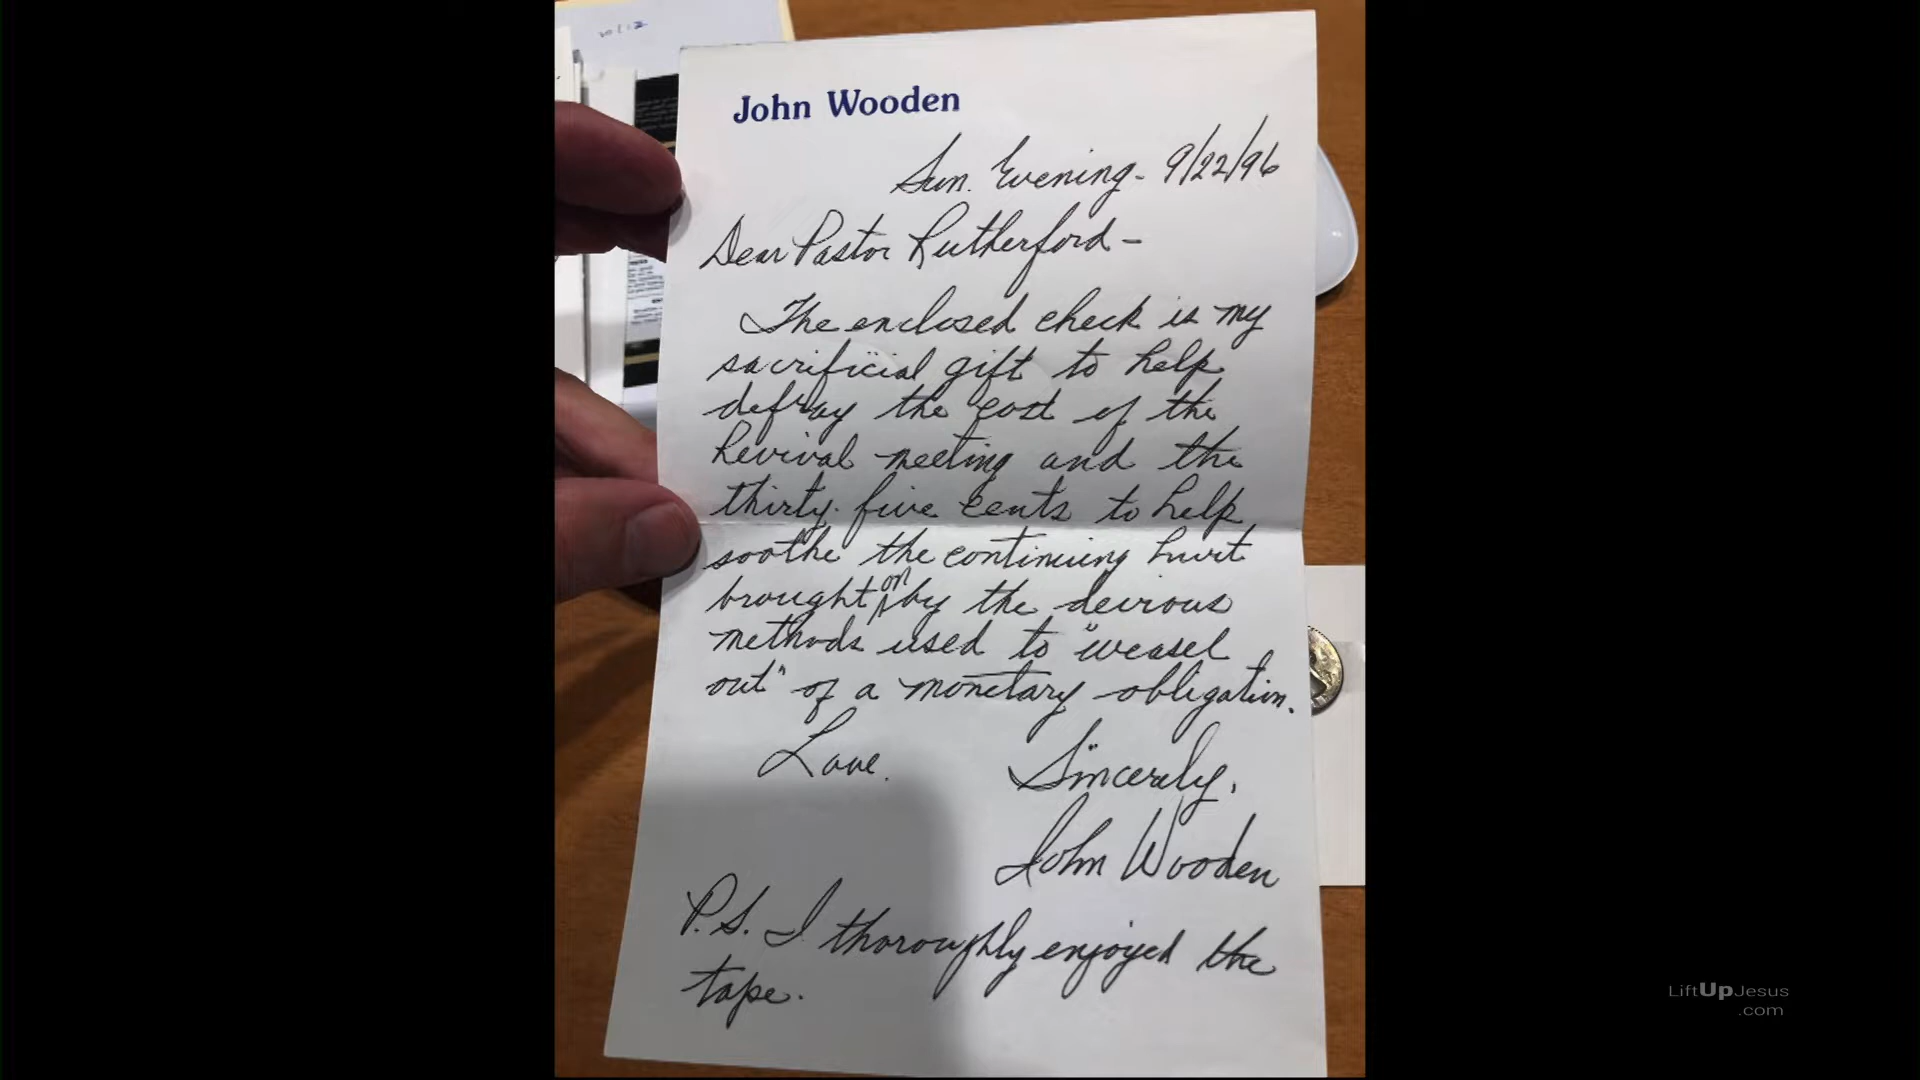 John Wooden
Sun. Evening - 9/22/96
Dear Pastor Rutherford -
The enclosed check is my
sacrificial gift to help
defray the cost of the
Revival meeting and the
thirty-five cents to help
soothe the continuing hurt
brought on by the devious
methods used to "weasel
out" of a monetary obligation.
Love.
Sincerely,
John Wooden
P.S. I thoroughly enjoyed the
tape.
LiftUpJesus
.com